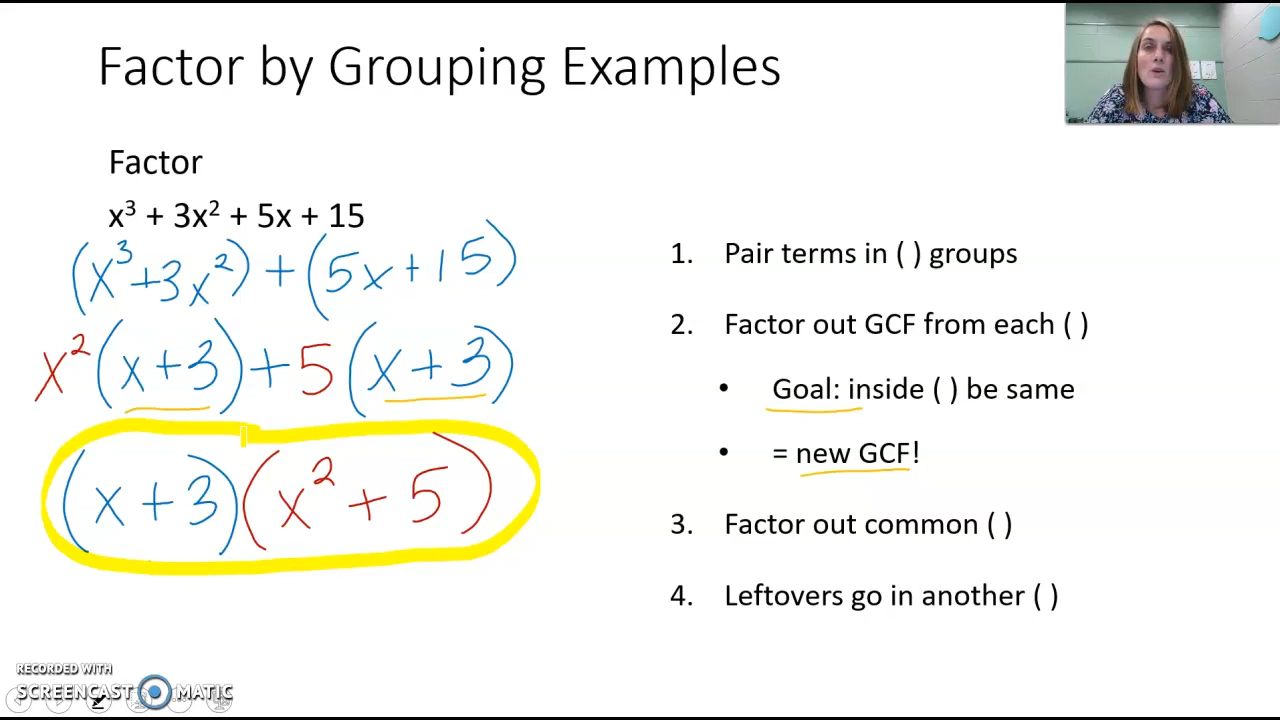 Factor by Grouping Examples
Factor
x³ + 3x² + 5x + 15
(x³+3x²)+(5x+15)
x²(x+3)+5(x+3)
(x+3)(x²+5)
1. Pair terms in ( ) groups
2. Factor out GCF from each ( )
• Goal: inside ( ) be same
• = new GCF!
3. Factor out common ( )
4. Leftovers go in another ( )
RECORDED WITH
SCREENCAST MATIC